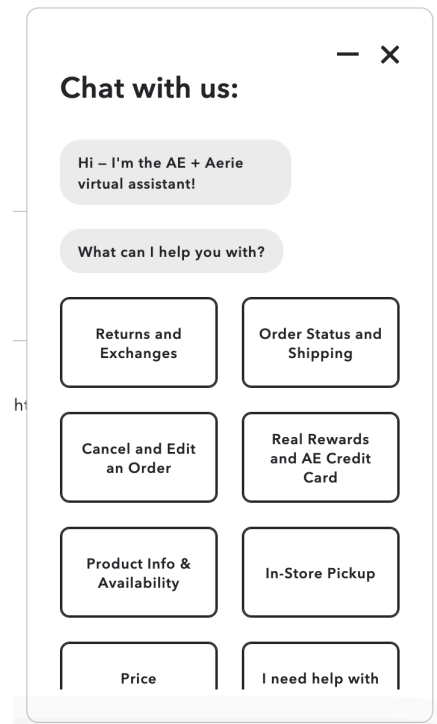 Chat with us:
Hi – I'm the AE + Aerie
virtual assistant!
What can I help you with?
Returns and
Exchanges
Order Status and
Shipping
Cancel and Edit
an Order
Real Rewards
and AE Credit
Card
Product Info &
Availability
In-Store Pickup
Price
I need help with